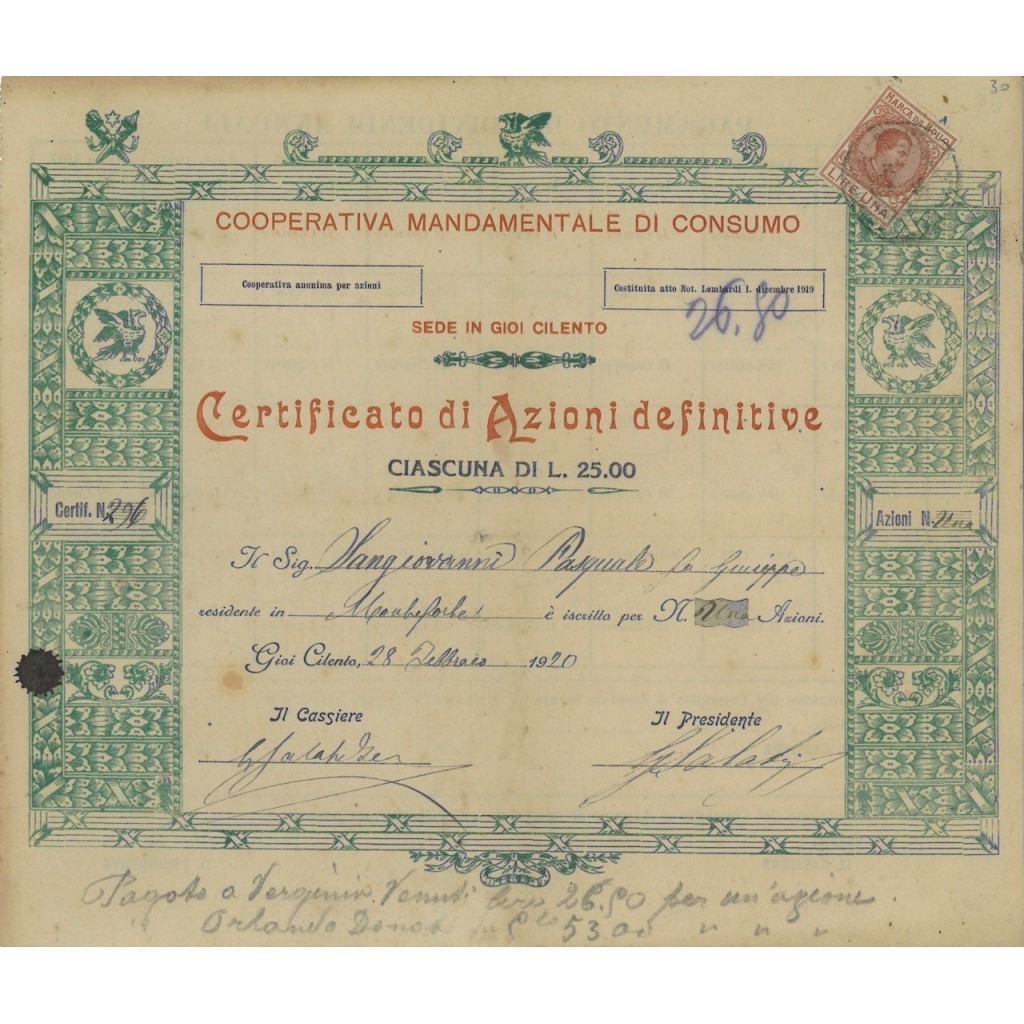 30
MARCA DA BOLLO
LIRE UNA
COOPERATIVA MANDAMENTALE DI CONSUMO
Cooperativa anonima per azioni
Costituita atto Not. Lombardi 1. dicembre 1919
26,80
SEDE IN GIOI CILENTO
Certificato di Azioni definitive
CIASCUNA DI L. 25.00
Certif. N. 296
Azioni N. Una
Il Sig. Sangiovanni Pasquale fu Giuseppe
residente in Monteforte è iscritto per N. Una Azioni.
Gioi Cilento, 28 Febbraio 1920
Il Cassiere
Il Presidente
Pagato a Verginia Venuti lire 26.80 per un'azione
Orlando 53.00 " " "